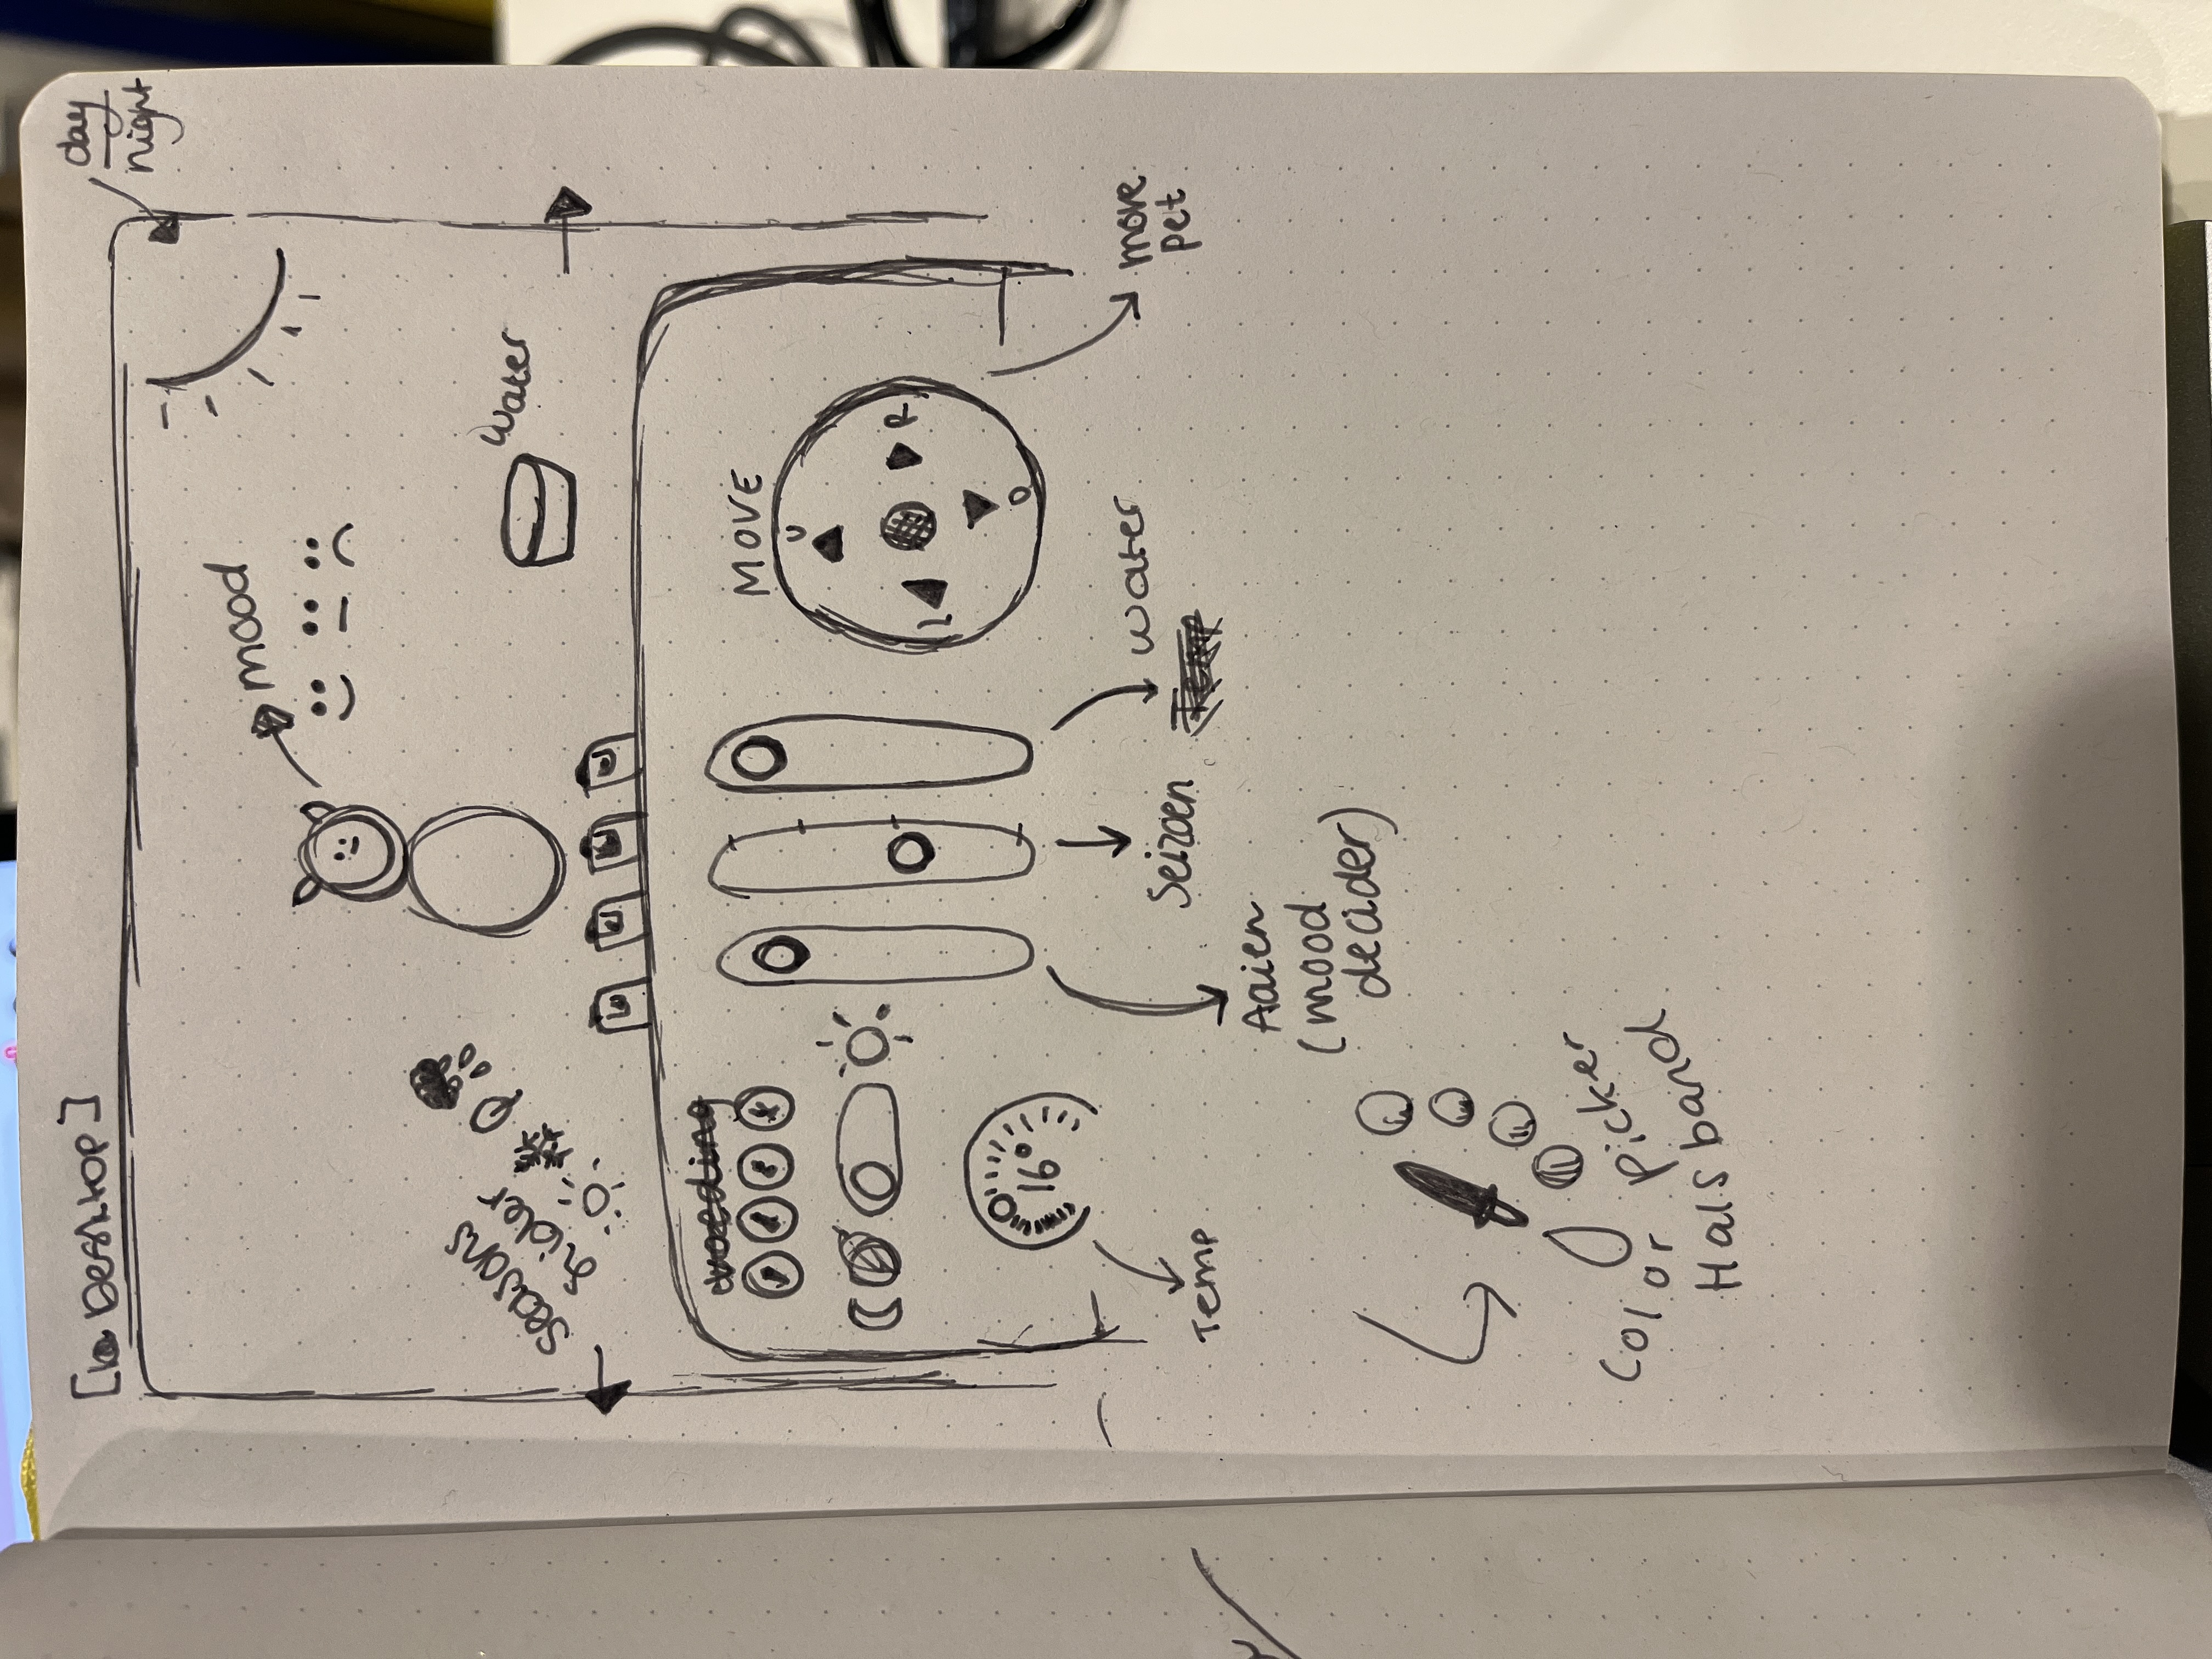 [Desktop]
day
night
mood
seasons
slider
water
voeding
MOVE
U
L
R
D
16°
Temp
Aaien
(mood
decider)
Seizoen
water
Temp
move
pet
Color picker
Halsband